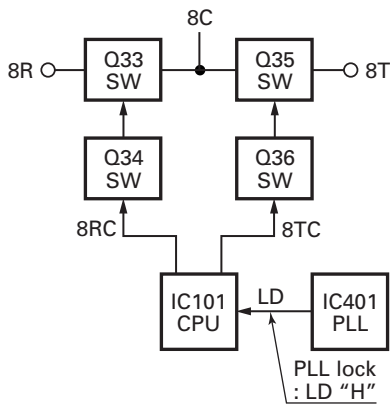 8C
8R
Q33
SW
Q35
SW
8T
Q34
SW
Q36
SW
8RC
8TC
IC101
CPU
LD
IC401
PLL
PLL lock
: LD “H”